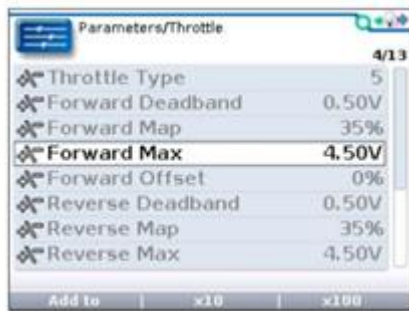 Parameters/Throttle
4/13
Throttle Type 5
Forward Deadband 0.50V
Forward Map 35%
Forward Max 4.50V
Forward Offset 0%
Reverse Deadband 0.50V
Reverse Map 35%
Reverse Max 4.50V
Add to | x10 | x100